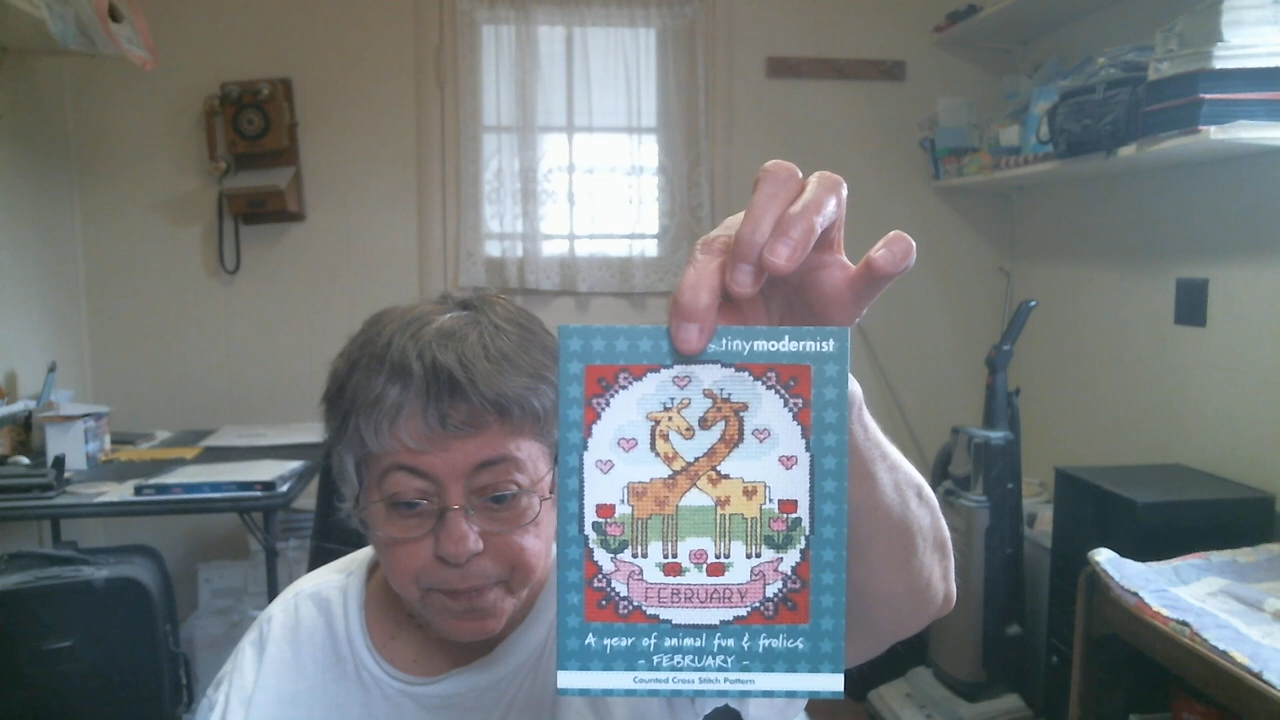 tinymodernist
FEBRUARY
A year of animal fun & frolics
- FEBRUARY -
Counted Cross Stitch Pattern